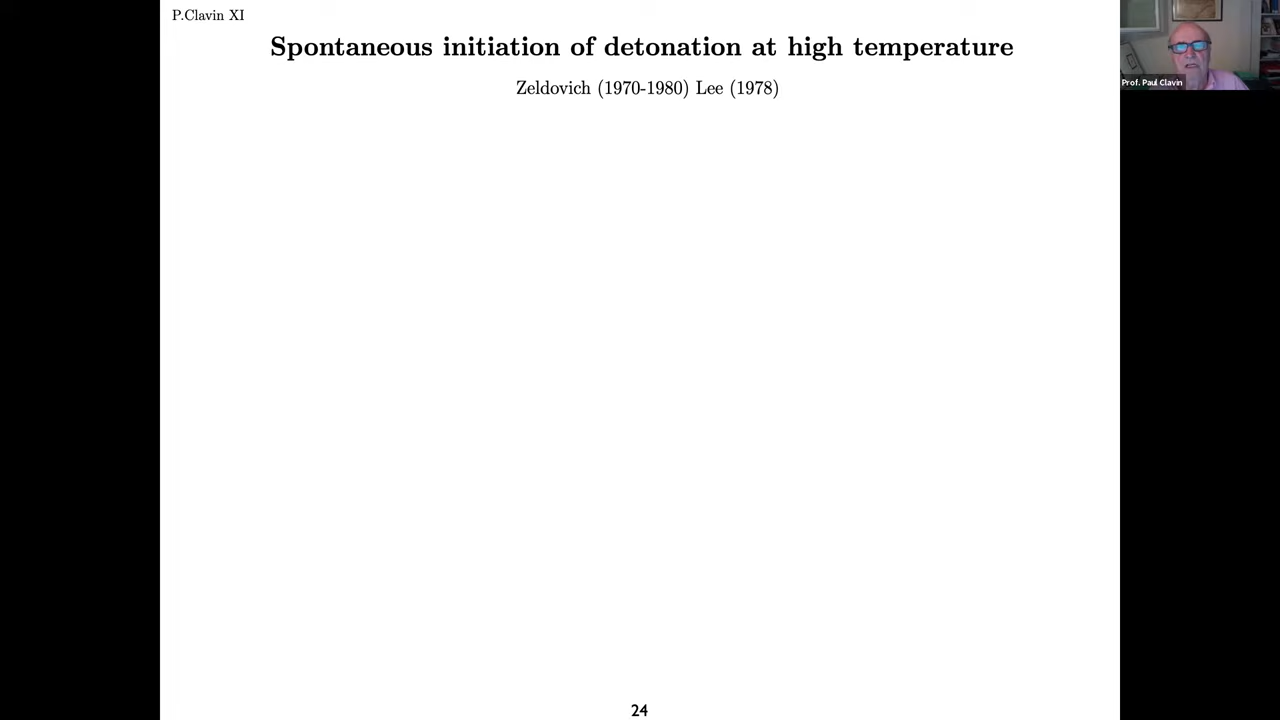 P.Clavin XI
Spontaneous initiation of detonation at high temperature
Zeldovich (1970-1980) Lee (1978)
Prof. Paul Clavin
24